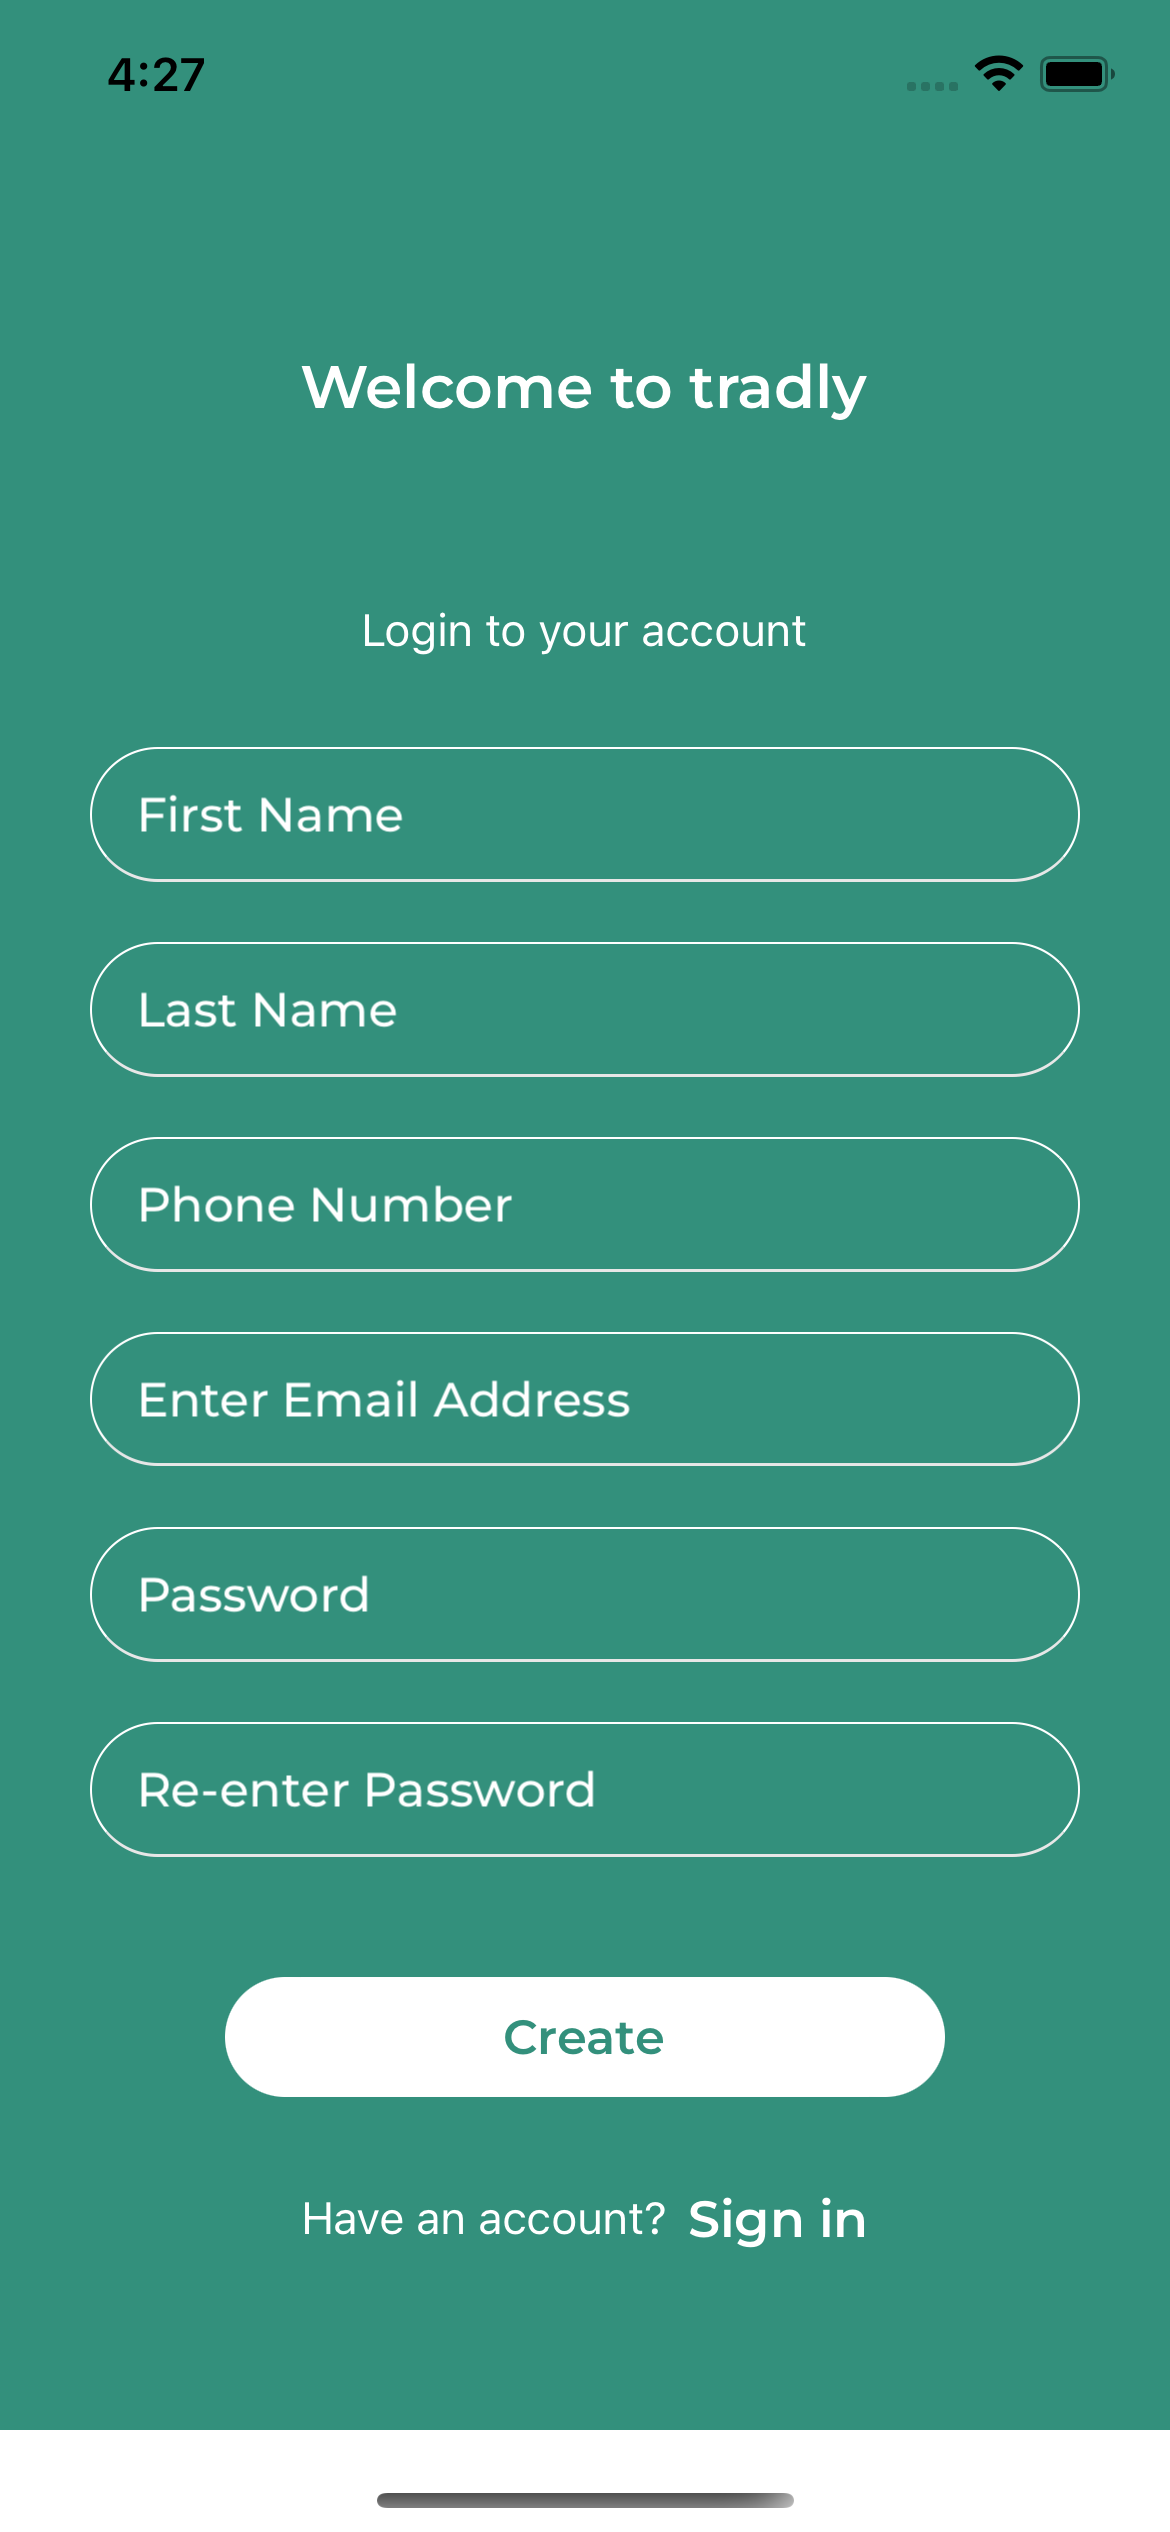 4:27
Welcome to tradly
Login to your account
First Name
Last Name
Phone Number
Enter Email Address
Password
Re-enter Password
Create
Have an account? Sign in